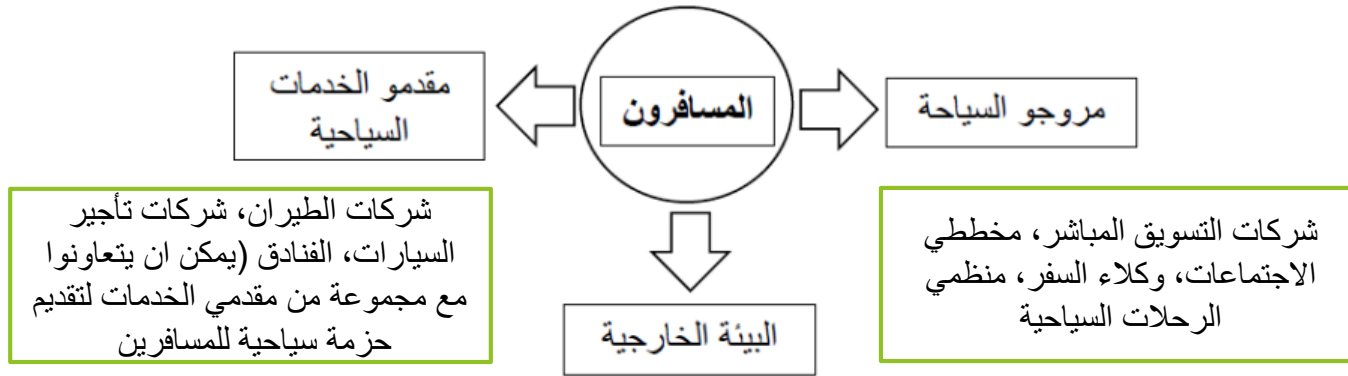 مروجو السياحة
المسافرون
مقدمو الخدمات
السياحية
شركات التسويق المباشر، مخططي
الاجتماعات، وكلاء السفر، منظمي
الرحلات السياحية
شركات الطيران، شركات تأجير
السيارات، الفنادق (يمكن ان يتعاونوا
مع مجموعة من مقدمي الخدمات لتقديم
حزمة سياحية للمسافرين
البيئة الخارجية